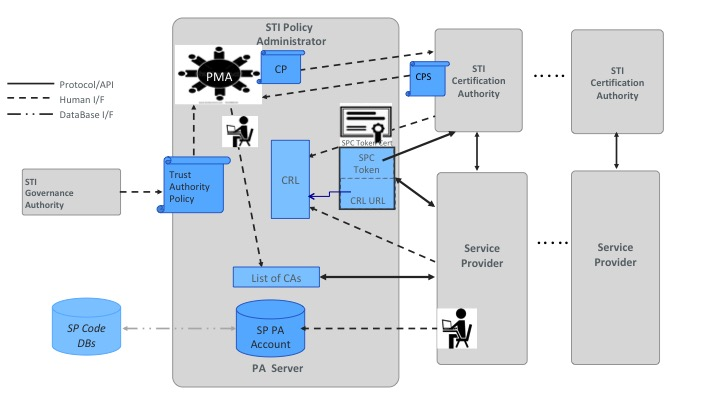 STI Policy
Administrator
PMA
CP
CPS
STI
Certification
Authority
STI
Certification
Authority
Protocol/API
Human I/F
DataBase I/F
SPC Token Cert
SPC
Token
CRL URL
CRL
Trust
Authority
Policy
STI
Governance
Authority
Service
Provider
Service
Provider
List of CAs
SP Code
DBs
SP PA
Account
PA Server